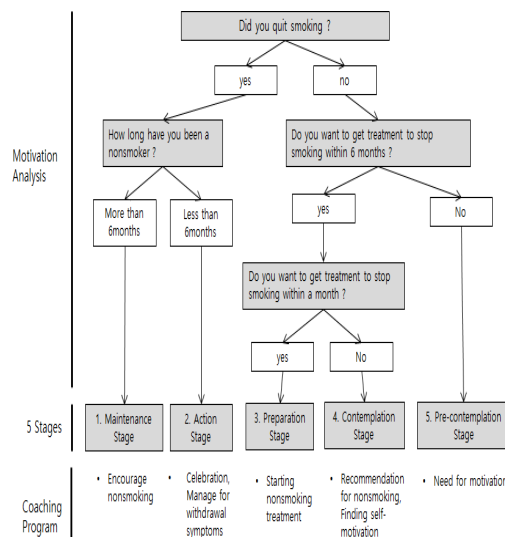 Did you quit smoking ?
yes
no
Motivation
Analysis
How long have you been a
nonsmoker ?
Do you want to get treatment to stop
smoking within 6 months ?
More than
6months
Less than
6months
yes
No
Do you want to get treatment to stop
smoking within a month ?
yes
No
5 Stages
1. Maintenance
Stage
2. Action
Stage
3. Preparation
Stage
4. Contemplation
Stage
5. Pre-contemplation
Stage
Coaching
Program
• Encourage
nonsmoking
• Celebration,
Manage for
withdrawal
symptoms
• Starting
nonsmoking
treatment
• Recommendation
for nonsmoking,
Finding self-
motivation
• Need for motivation